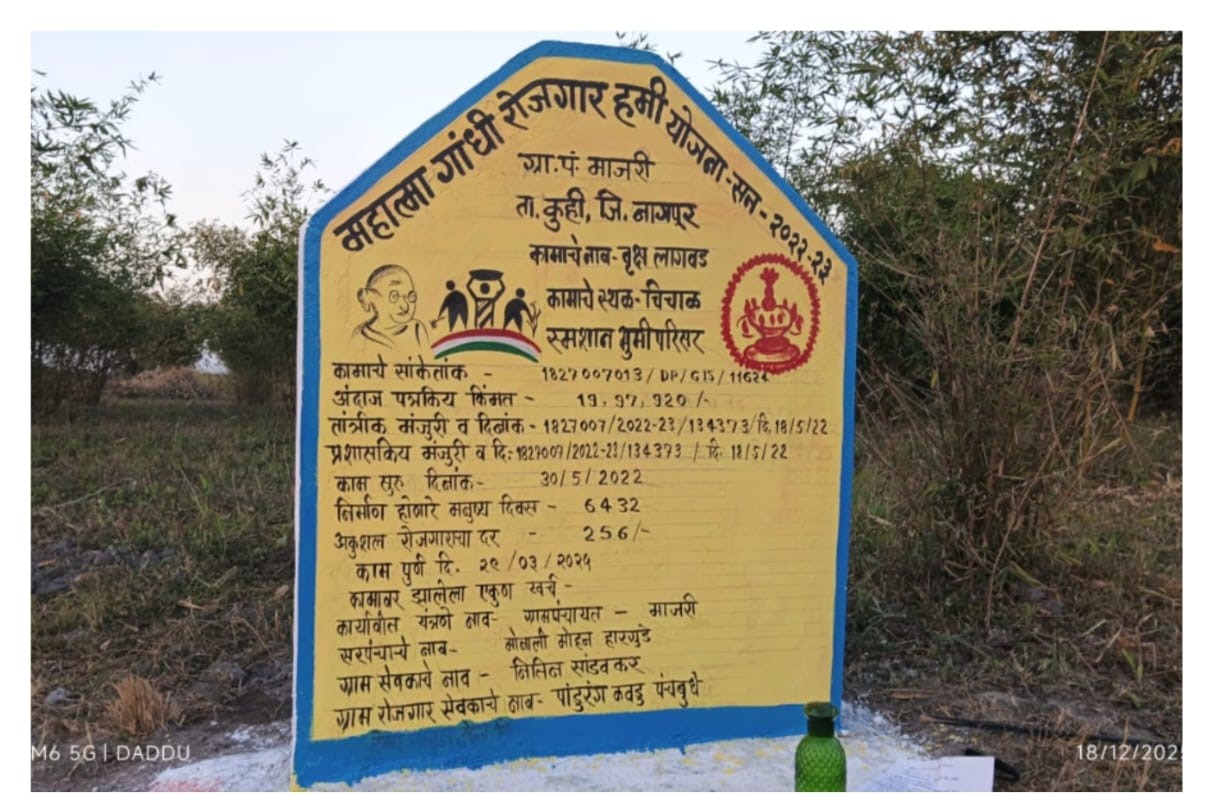 महात्मा गांधी रोजगार हमी योजना-सन-२०२२-२३
ग्रा.पं माजरी
ता.कुही, जि.नागपूर
कामाचे नाव-वृक्ष लागवड
कामाचे स्थळ-चिचाळ
स्मशान भुमी परिसर
कामाचे सांकेतांक - 1827007013/DP/GIS/11624
अंदाज पत्रकिय किंमत - 19,97,920/-
तांत्रीक मंजुरी व दिनांक - 1827007/2022-23/134373/दि.18/5/22
प्रशासकिय मंजुरी व दि:-1827007/2022-23/134373 / दि. 18/5/22
काम सुरु दिनांक- 30/5/2022
निर्माण होणारे मनुष्य दिवस - 6432
अकुशल रोजगाराचा दर - 256/-
काम पुर्ण दि. २९/०३/२०२५
कामावर झालेला एकुण खर्च -
कार्यान्वीत यंत्रणे नाव- ग्रामपंचायत - माजरी
सरपंचाचे नाव- सोनाली मोहन हारगुडे
ग्राम सेवकाचे नाव - नितिन सांडवकर
ग्राम रोजगार सेवकाचे नाव- पांडुरंग कवडु पंचबुधे
M6 5G | DADDU
18/12/2025